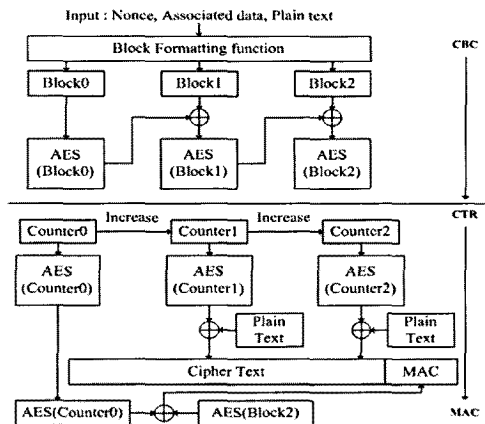 Input : Nonce, Associated data, Plain text
Block Formatting function
CBC
Block0
Block1
Block2
AES
(Block0)
AES
(Block1)
AES
(Block2)
CTR
Increase
Increase
Counter0
Counter1
Counter2
AES
(Counter0)
AES
(Counter1)
AES
(Counter2)
Plain
Text
Plain
Text
Cipher Text
MAC
AES(Counter0)
AES(Block2)
MAC